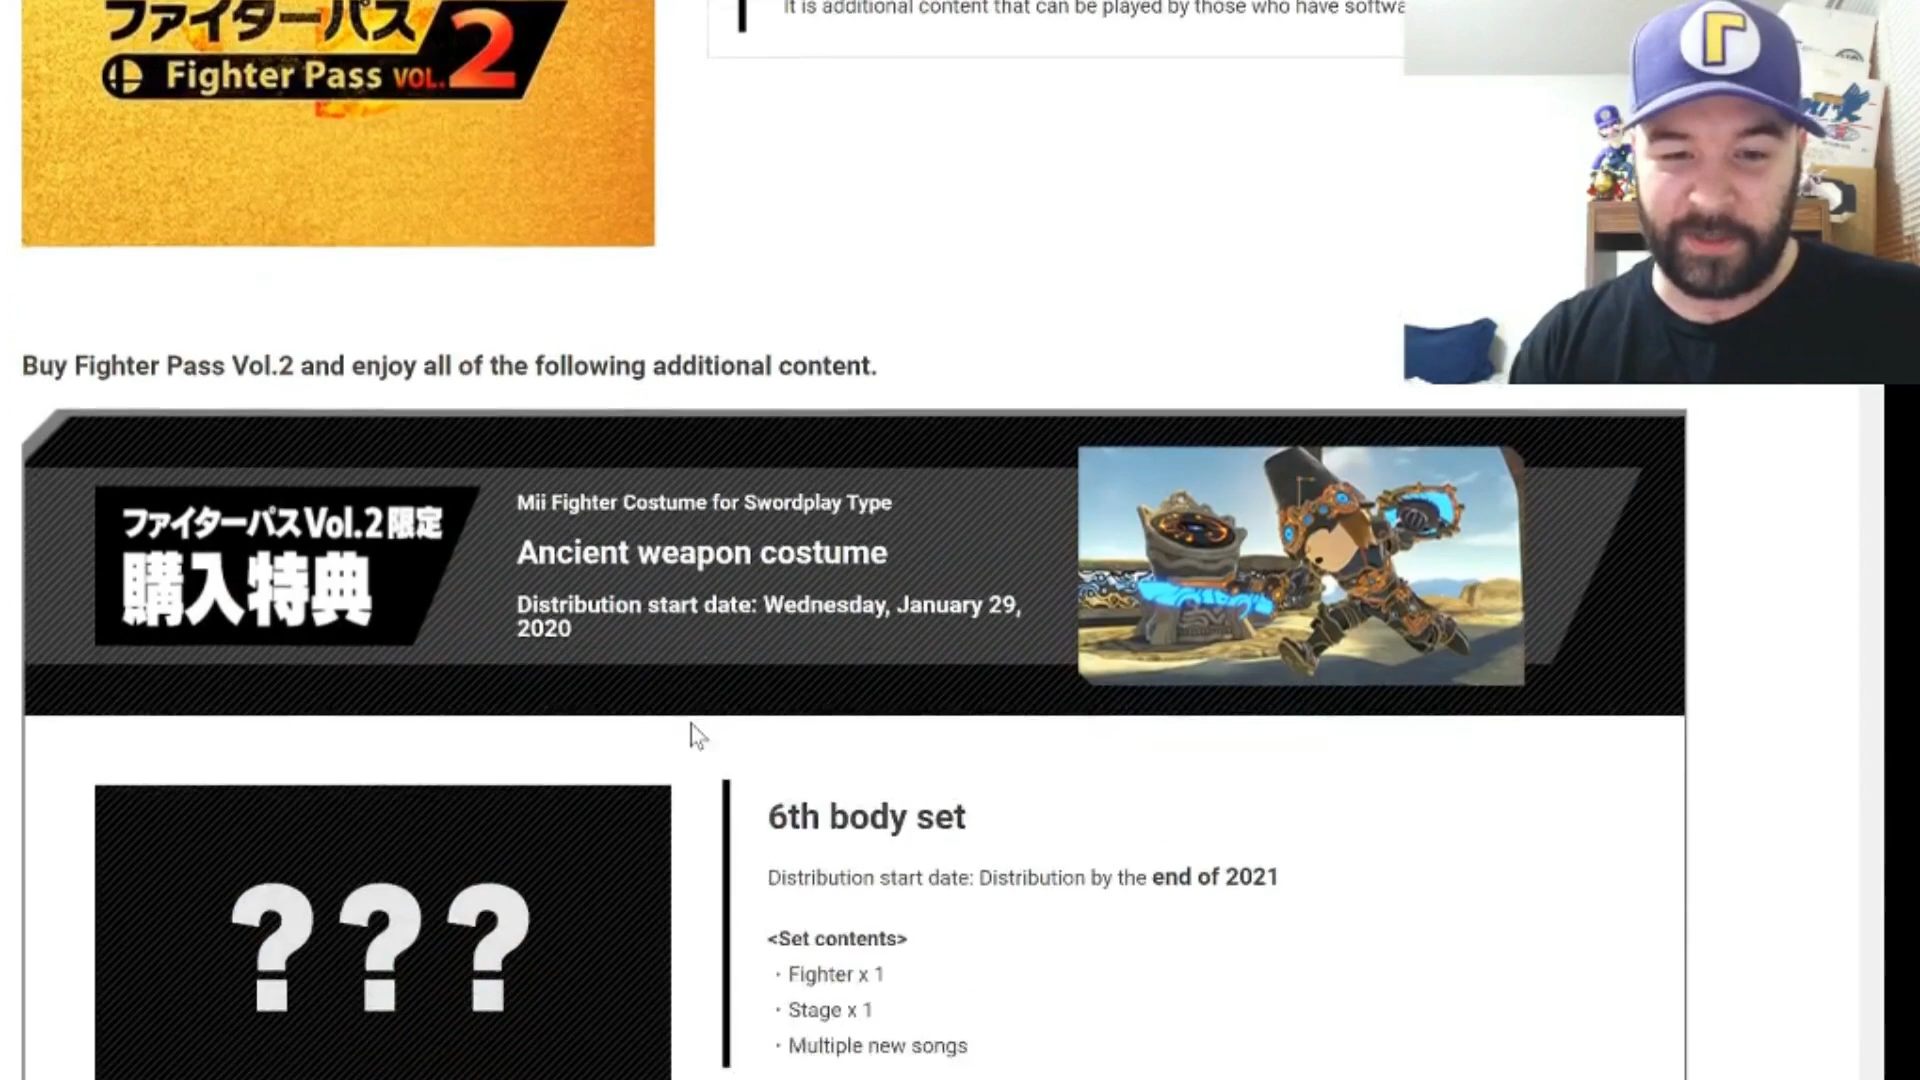 ファイターパス
Fighter Pass VOL.2
It is additional content that can be played by those who have softwa
Buy Fighter Pass Vol.2 and enjoy all of the following additional content.
ファイターパスVol.2限定
購入特典
Mii Fighter Costume for Swordplay Type
Ancient weapon costume
Distribution start date: Wednesday, January 29,
2020
???
6th body set
Distribution start date: Distribution by the end of 2021
<Set contents>
・Fighter x 1
・Stage x 1
・Multiple new songs